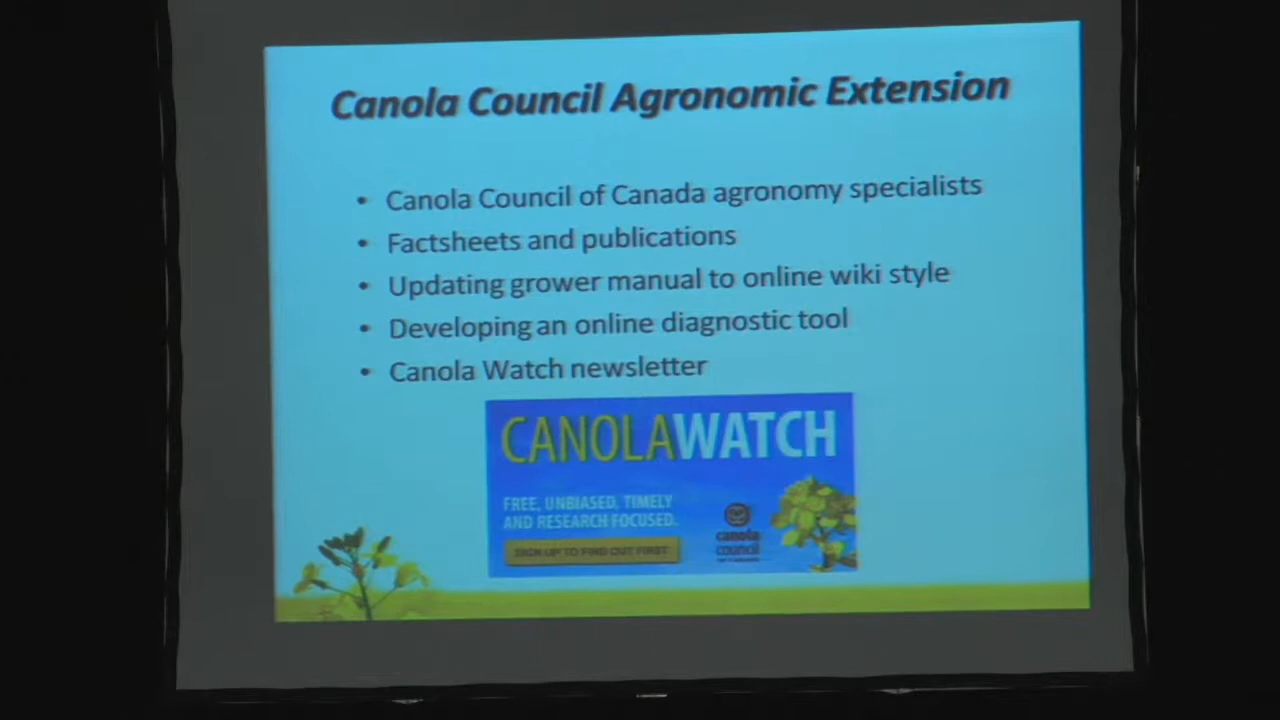 Canola Council Agronomic Extension
• Canola Council of Canada agronomy specialists
• Factsheets and publications
• Updating grower manual to online wiki style
• Developing an online diagnostic tool
• Canola Watch newsletter
CANOLAWATCH
FREE, UNBIASED, TIMELY
AND RESEARCH FOCUSED.
SIGN UP TO FIND OUT FIRST
canola
council